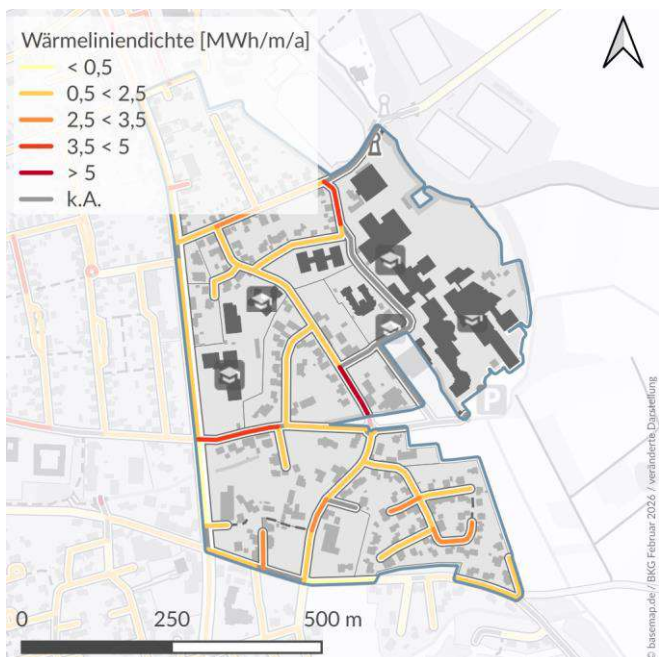 Wärmeliniendichte [MWh/m/a]
< 0,5
0,5 < 2,5
2,5 < 3,5
3,5 < 5
> 5
k.A.
P
0 250 500 m
© basemap.de / BKG Februar 2026 / veränderte Darstellung